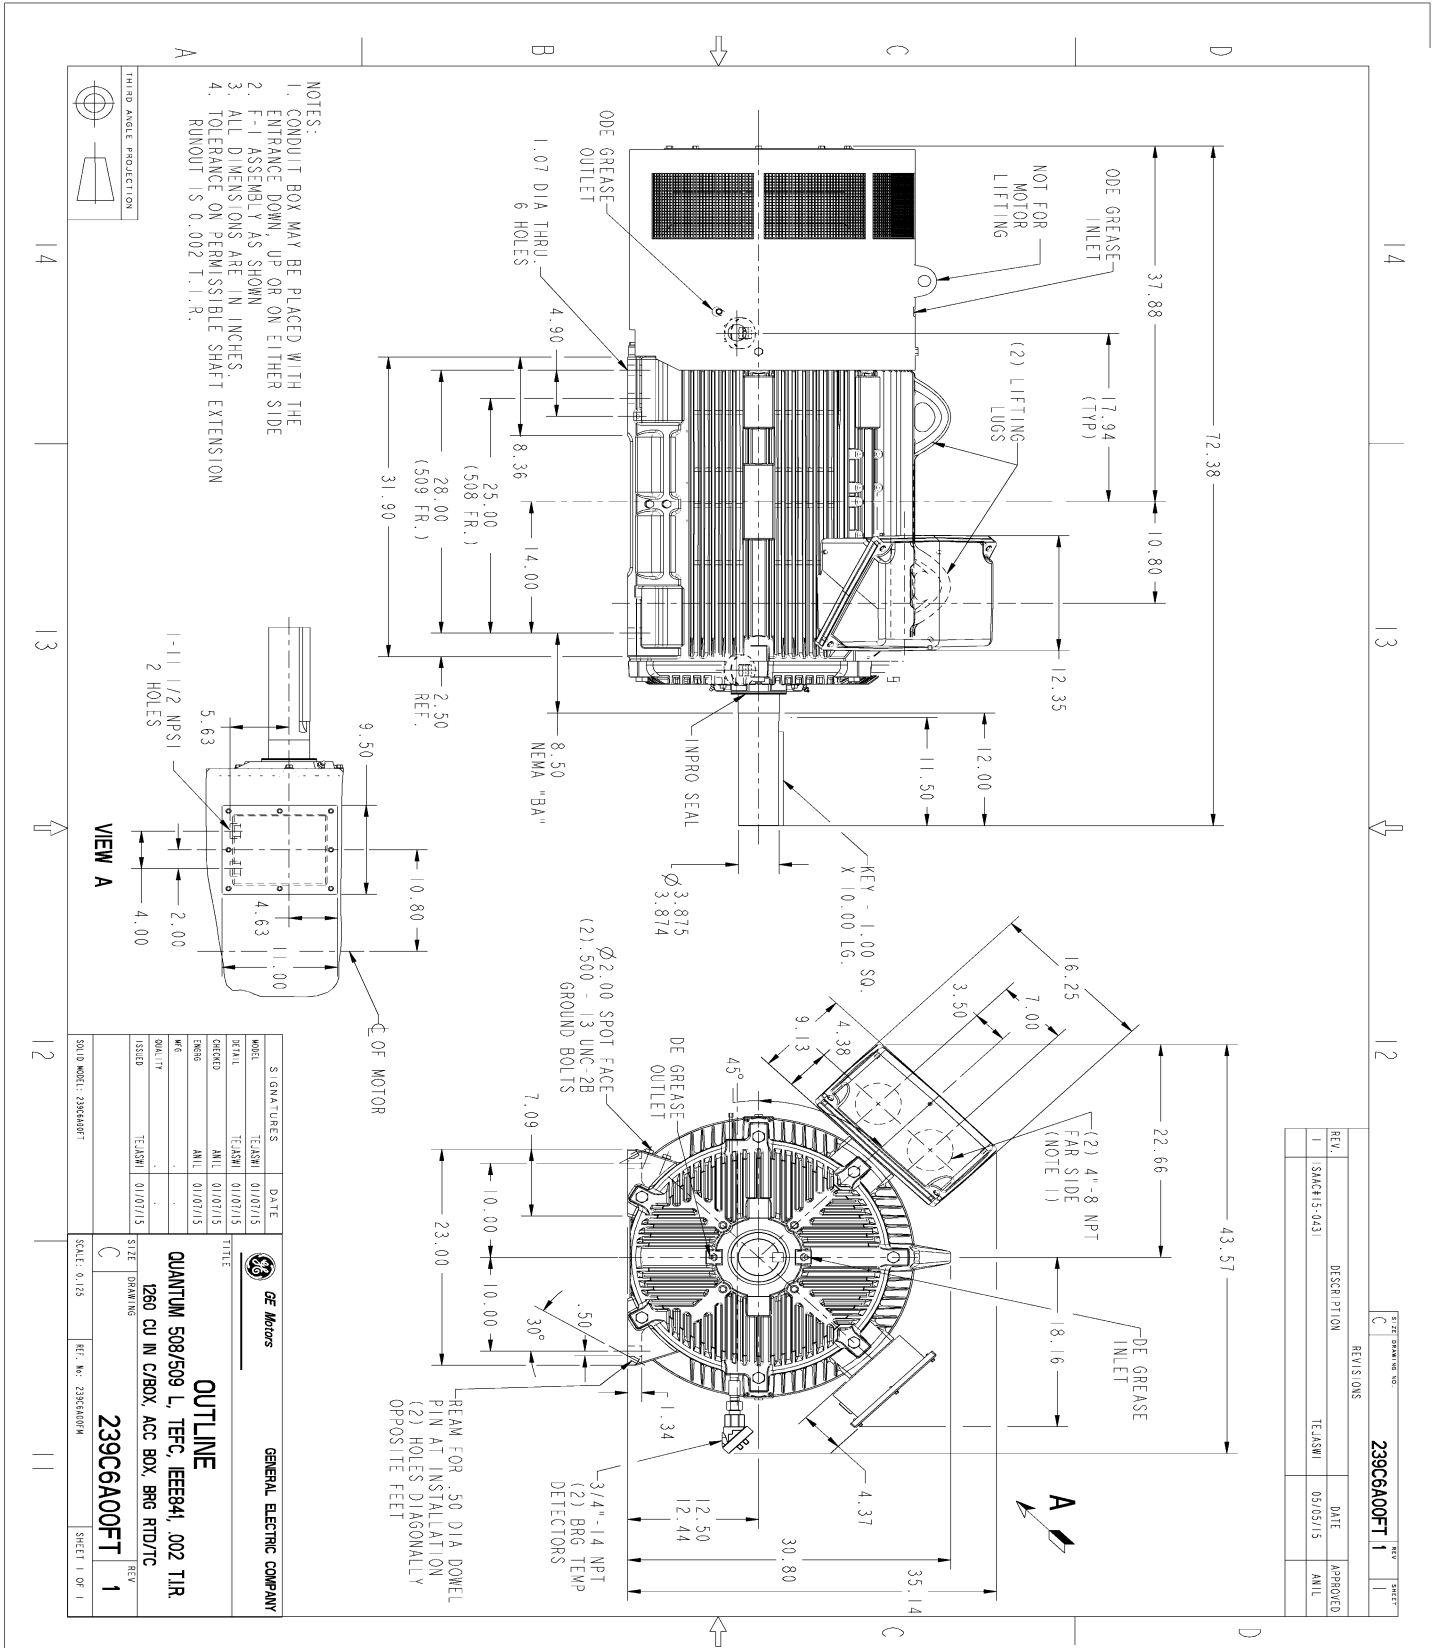 SIZE DRAWING NO. REV SHEET
C 239C6A00FT 1 1
REVISIONS
REV. DESCRIPTION DATE APPROVED
1 ISAAC#15-0431 TEJASWI 05/05/15 ANIL
14
13
12
11
D
C
B
A
72.38
37.88
10.80
17.94
(TYP)
12.35
12.00
11.50
ODE GREASE
INLET
NOT FOR
MOTOR
LIFTING
(2) LIFTING
LUGS
ODE GREASE
OUTLET
1.07 DIA THRU.
6 HOLES
4.90
8.36
14.00
25.00
(508 FR.)
28.00
(509 FR.)
31.90
2.50
REF.
8.50
NEMA "BA"
INPRO SEAL
KEY - 1.00 SQ.
X 10.00 LG.
Ø 3.875
3.874
43.57
22.66
18.16
16.25
7.00
3.50
4.38
9.13
45°
(2) 4"-8 NPT
FAR SIDE
(NOTE 1)
DE GREASE
INLET
DE GREASE
OUTLET
Ø2.00 SPOT FACE
(2).500 - 13 UNC-2B
GROUND BOLTS
7.09
10.00
10.00
23.00
.50
30°
1.34
4.37
12.50
12.44
30.80
35.14
A
3/4"-14 NPT
(2) BRG TEMP
DETECTORS
REAM FOR .50 DIA DOWEL
PIN AT INSTALLATION
(2) HOLES DIAGONALLY
OPPOSITE FEET
9.50
5.63
1-11 1/2 NPSI
2 HOLES
10.80
4.63
11.00
2.00
4.00
℄ OF MOTOR
VIEW A
NOTES:
1. CONDUIT BOX MAY BE PLACED WITH THE
ENTRANCE DOWN, UP OR ON EITHER SIDE
2. F-1 ASSEMBLY AS SHOWN
3. ALL DIMENSIONS ARE IN INCHES.
4. TOLERANCE ON PERMISSIBLE SHAFT EXTENSION
RUNOUT IS 0.002 T.I.R.
THIRD ANGLE PROJECTION
SIGNATURES DATE
MODEL TEJASWI 01/07/15
DETAIL TEJASWI 01/07/15
CHECKED ANIL 01/07/15
ENGRG ANIL 01/07/15
MFG . .
QUALITY . .
ISSUED TEJASWI 01/07/15
SOLID MODEL: 239C6A00FT
GE Motors GENERAL ELECTRIC COMPANY
TITLE
OUTLINE
QUANTUM 508/509 L, TEFC, IEEE841, .002 T.I.R.
1260 CU IN C/BOX, ACC BOX, BRG RTD/TC
SIZE DRAWING REV
C 239C6A00FT 1
SCALE: 0.125 REF. No: 239C6A00FM SHEET 1 OF 1